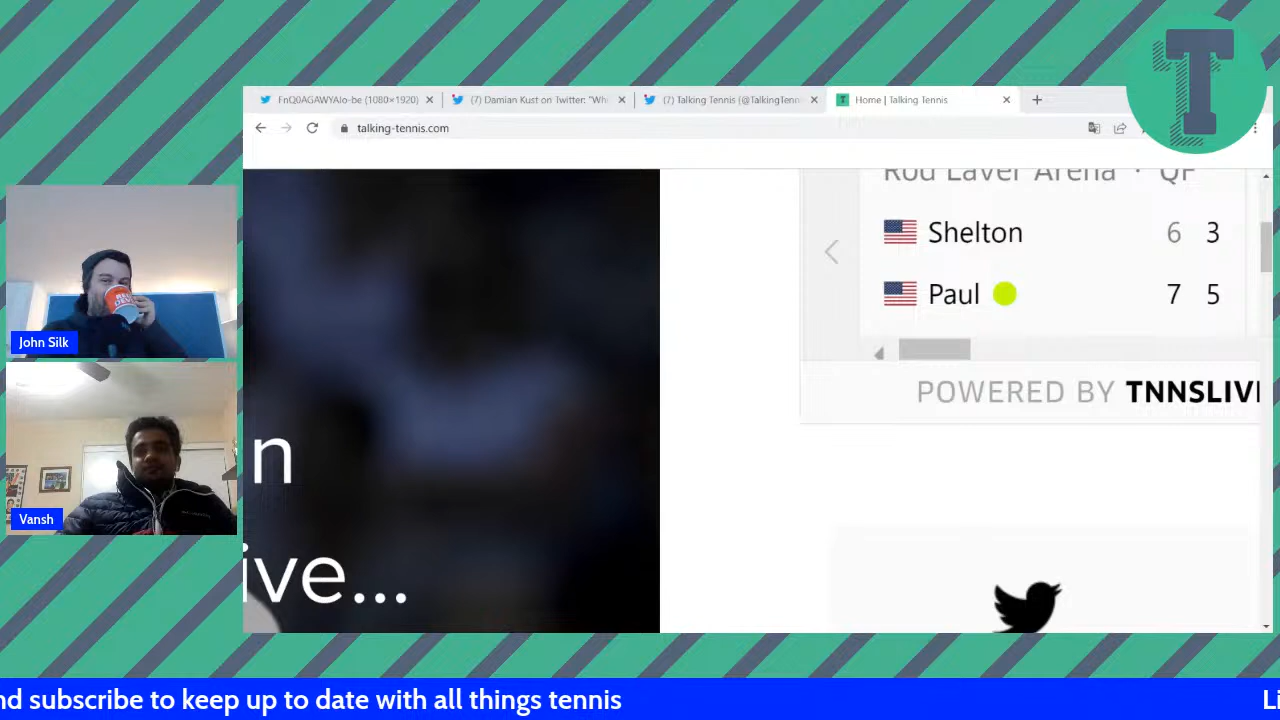 FnQ0AGAWYAIo-be (1080×1920)
(7) Damian Kust on Twitter: "Whi
(7) Talking Tennis (@TalkingTenn
Home | Talking Tennis
talking-tennis.com
T
Rod Laver Arena · QF
Shelton 6 3
Paul 7 5
POWERED BY TNNSLIVE
John Silk
Vansh
n
ive...
nd subscribe to keep up to date with all things tennis
Li